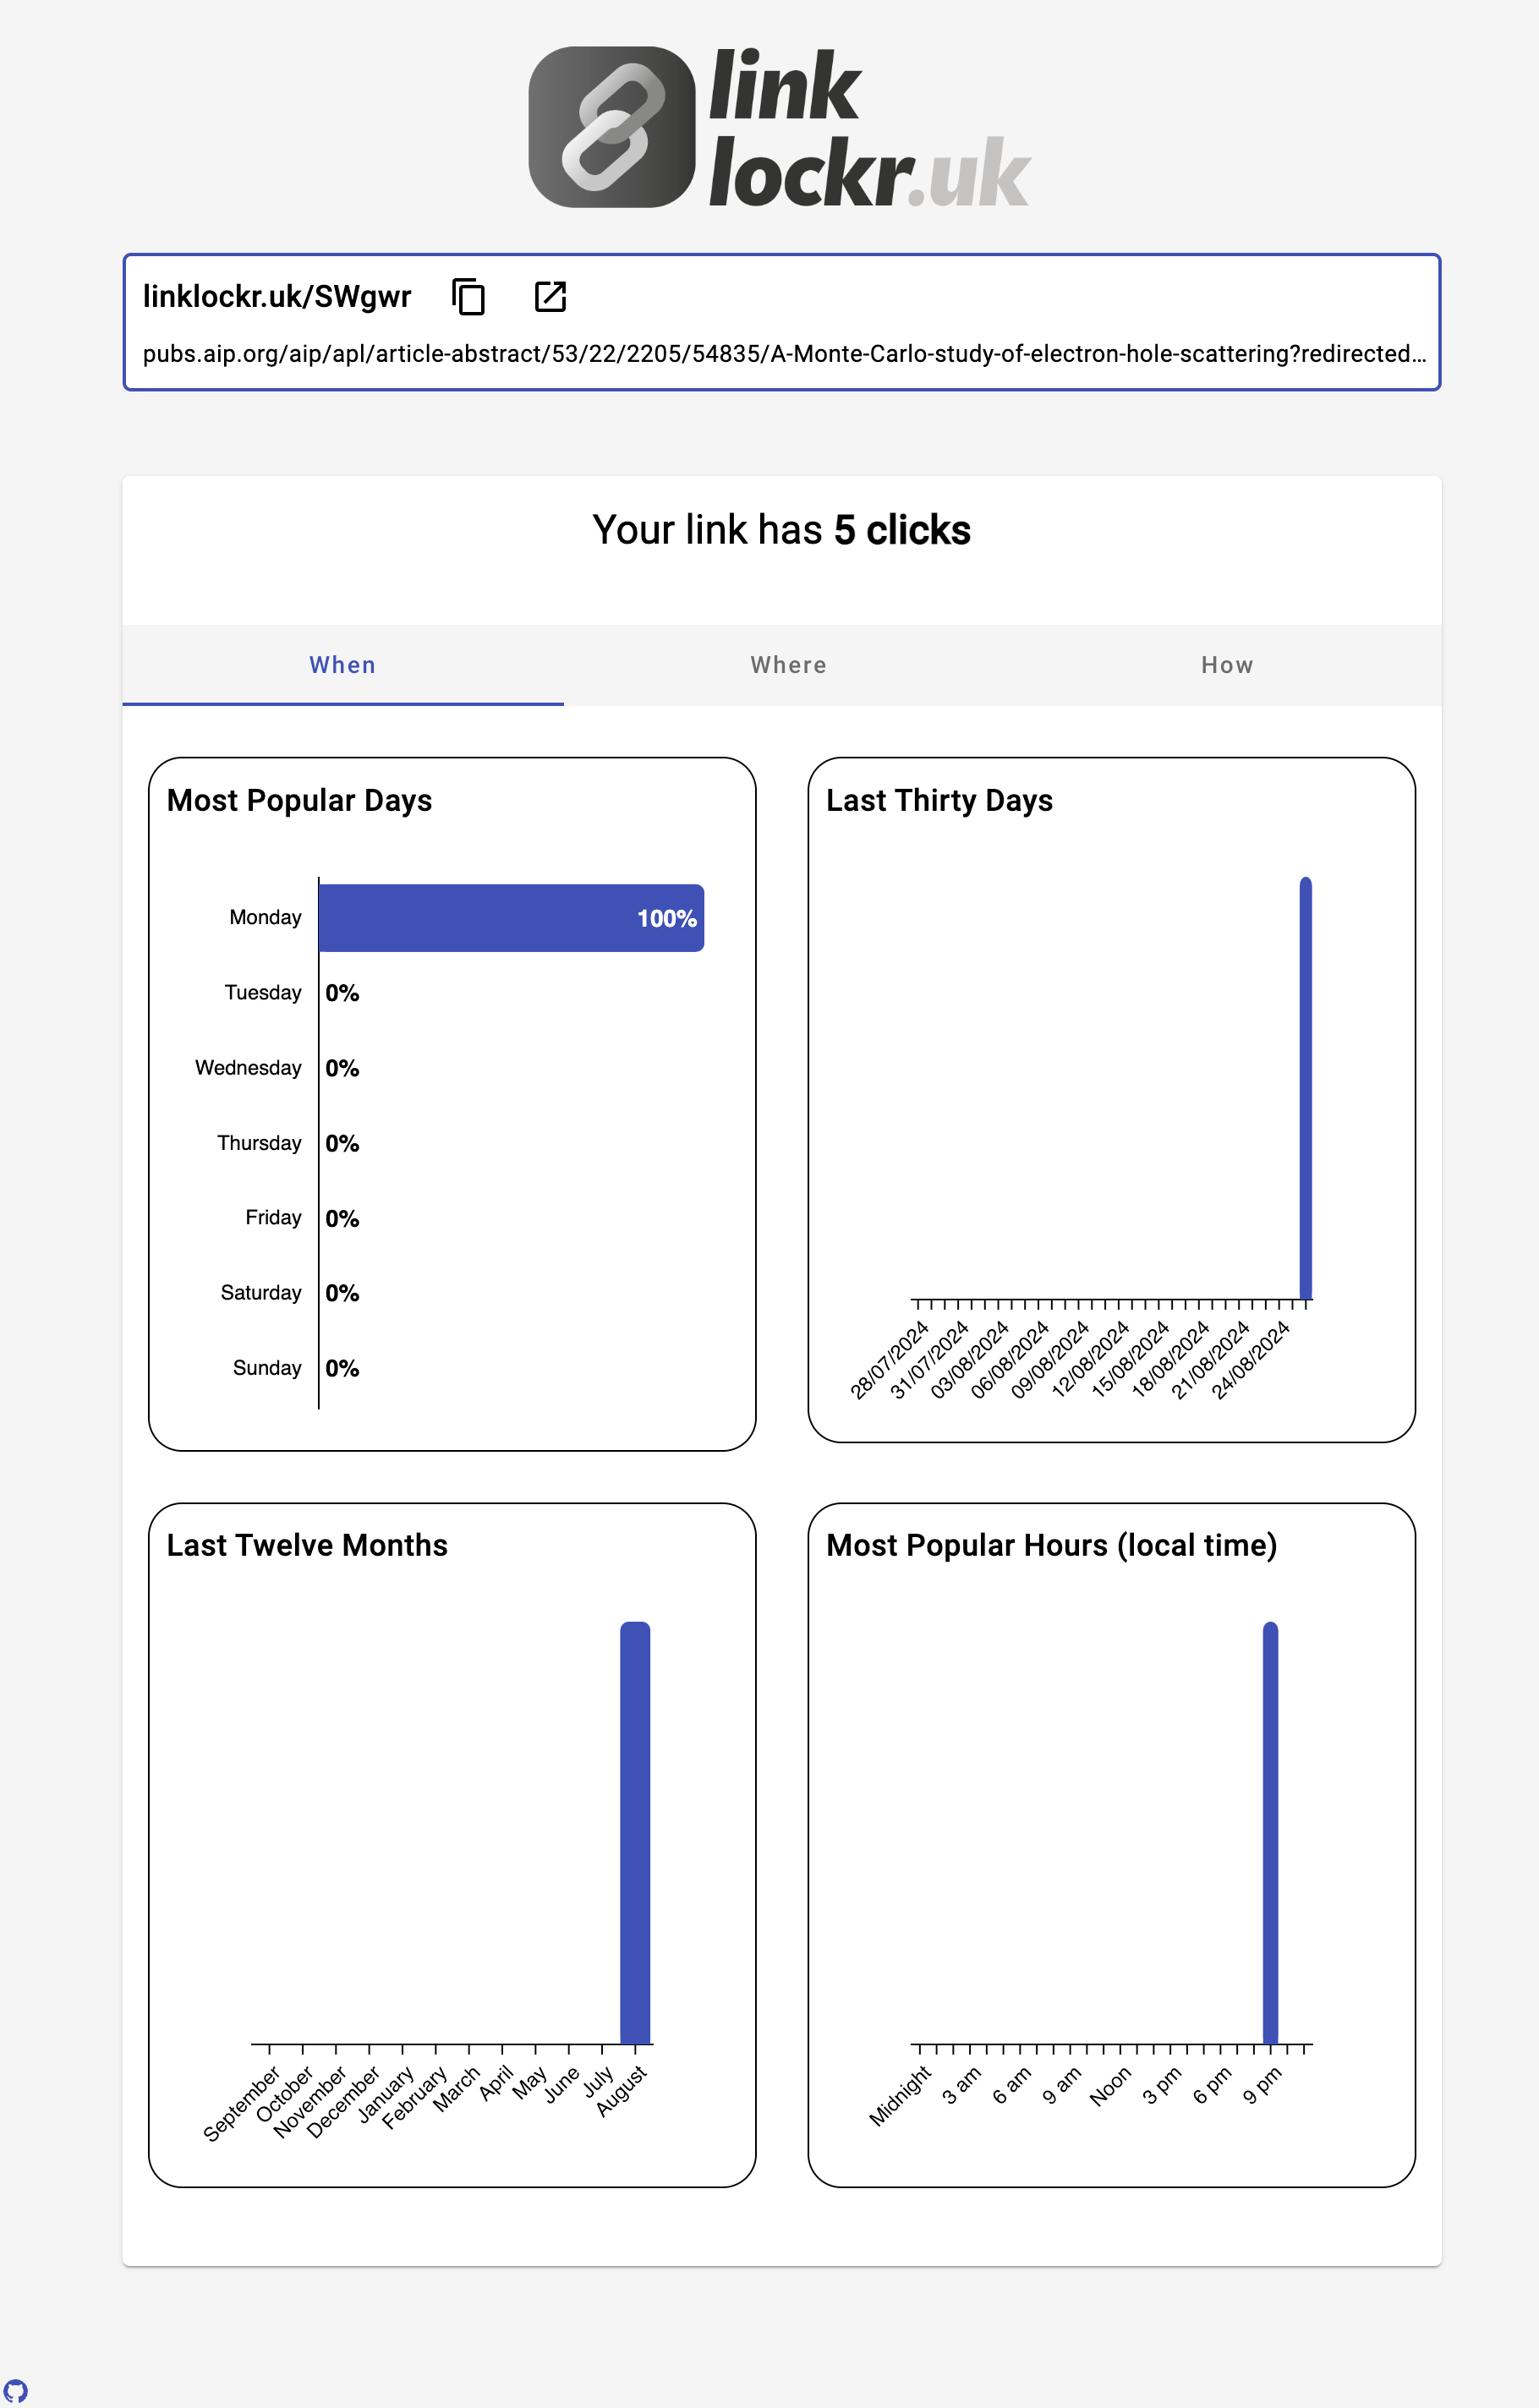 link
lockr.uk
linklockr.uk/SWgwr
pubs.aip.org/aip/apl/article-abstract/53/22/2205/54835/A-Monte-Carlo-study-of-electron-hole-scattering?redirected...
Your link has 5 clicks
When
Where
How
Most Popular Days
Monday
100%
Tuesday
0%
Wednesday
0%
Thursday
0%
Friday
0%
Saturday
0%
Sunday
0%
Last Thirty Days
28/07/2024
31/07/2024
03/08/2024
06/08/2024
09/08/2024
12/08/2024
15/08/2024
18/08/2024
21/08/2024
24/08/2024
Last Twelve Months
September
October
November
December
January
February
March
April
May
June
July
August
Most Popular Hours (local time)
Midnight
3 am
6 am
9 am
Noon
3 pm
6 pm
9 pm